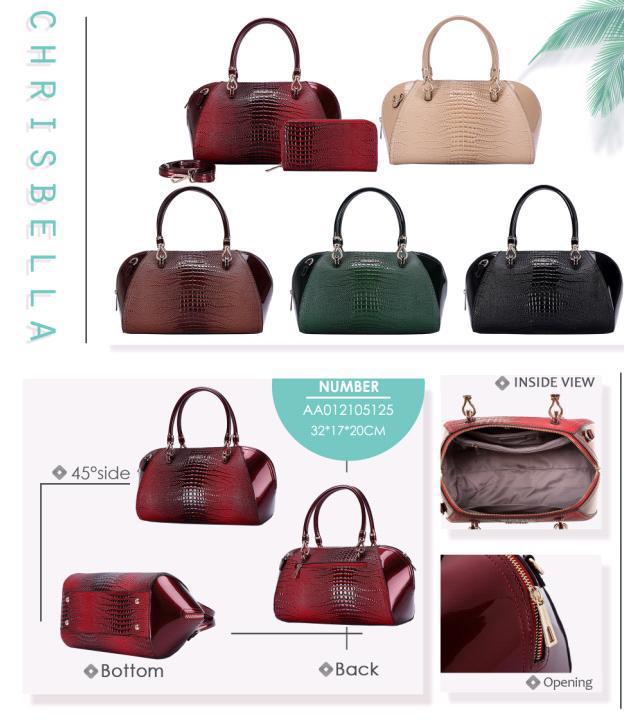 CHRISBELLA
NUMBER
AA012105125
32*17*20CM
45°side
Bottom
Back
INSIDE VIEW
Opening